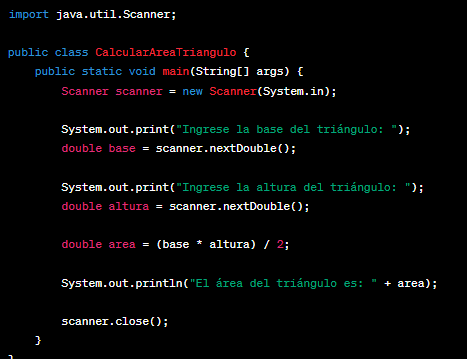 import java.util.Scanner;
public class CalcularAreaTriangulo {
public static void main(String[] args) {
Scanner scanner = new Scanner(System.in);
System.out.print("Ingrese la base del triángulo: ");
double base = scanner.nextDouble();
System.out.print("Ingrese la altura del triángulo: ");
double altura = scanner.nextDouble();
double area = (base * altura) / 2;
System.out.println("El área del triángulo es: " + area);
scanner.close();
}
}